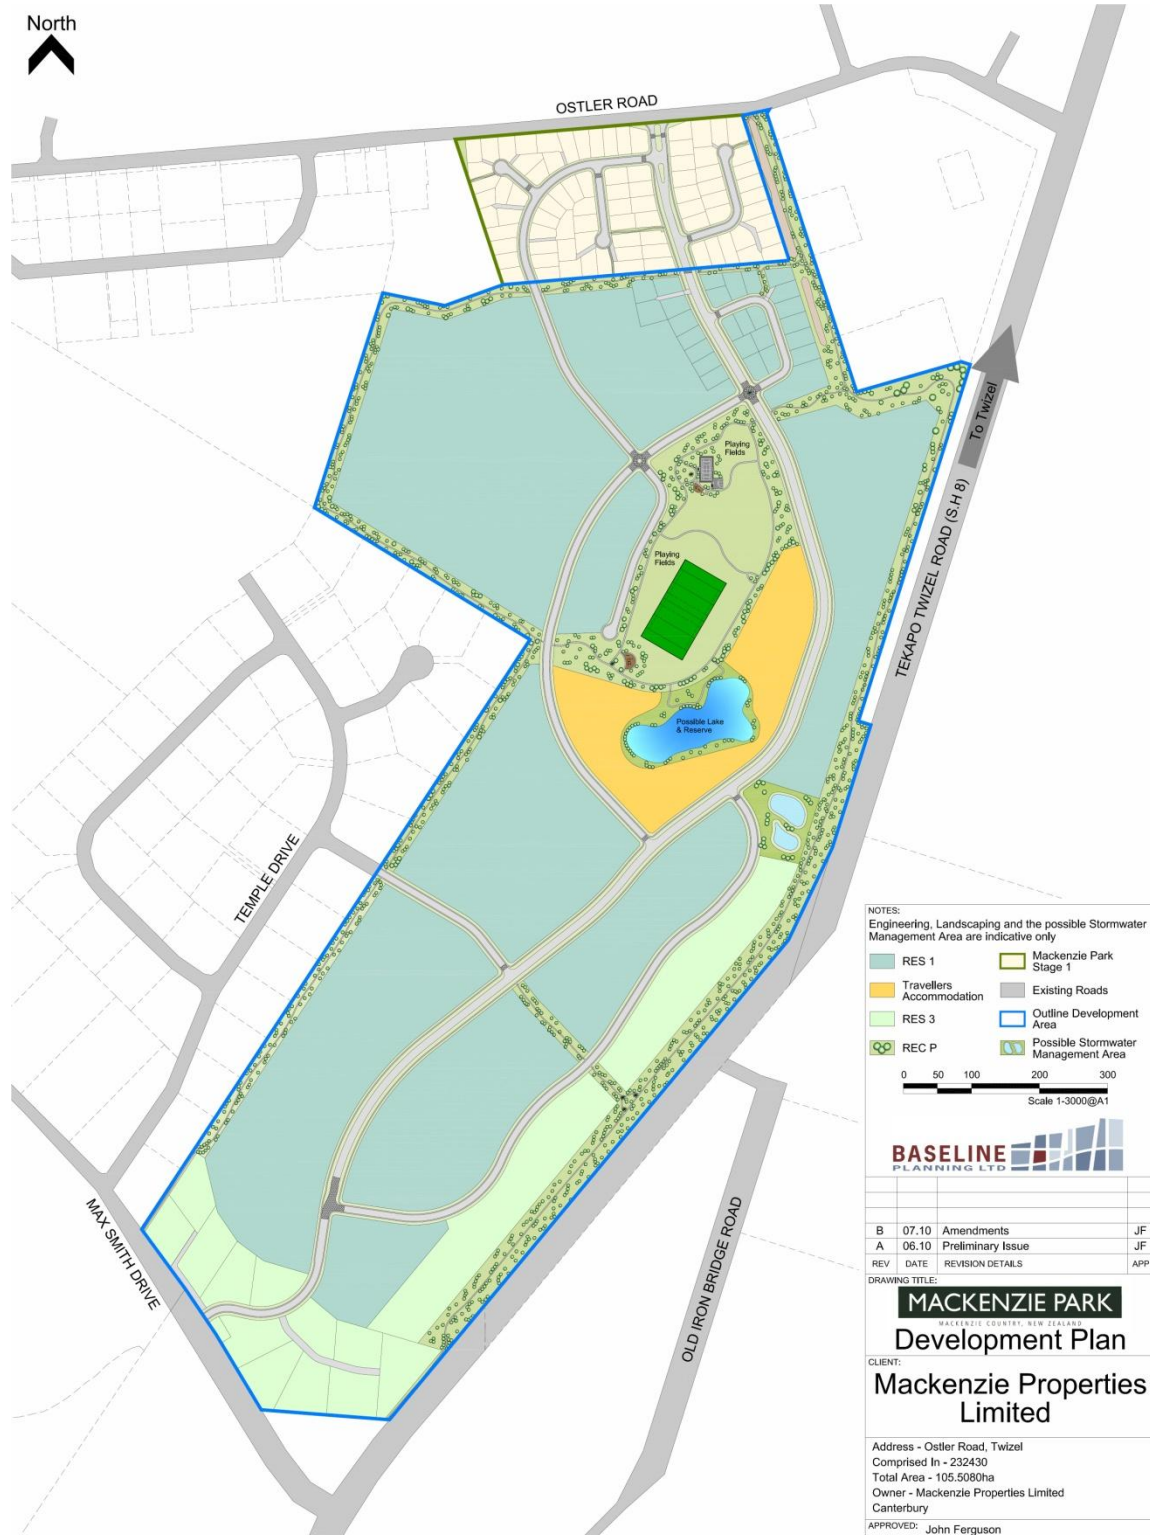 North
OSTLER ROAD
Playing
Fields
To Twizel
TEKAPO TWIZEL ROAD (S.H 8)
Playing
Fields
Possible Lake
& Reserve
TEMPLE DRIVE
MAX SMITH DRIVE
OLD IRON BRIDGE ROAD
NOTES:
Engineering, Landscaping and the possible Stormwater
Management Area are indicative only
RES 1
Mackenzie Park
Stage 1
Travellers
Accommodation
Existing Roads
RES 3
Outline Development
Area
REC P
Possible Stormwater
Management Area
0 50 100 200 300
Scale 1-3000@A1
BASELINE
PLANNING LTD
B 07.10 Amendments JF
A 06.10 Preliminary Issue JF
REV DATE REVISION DETAILS APP
DRAWING TITLE:
MACKENZIE PARK
MACKENZIE COUNTRY, NEW ZEALAND
Development Plan
CLIENT:
Mackenzie Properties
Limited
Address - Ostler Road, Twizel
Comprised In - 232430
Total Area - 105.5080ha
Owner - Mackenzie Properties Limited
Canterbury
APPROVED: John Ferguson